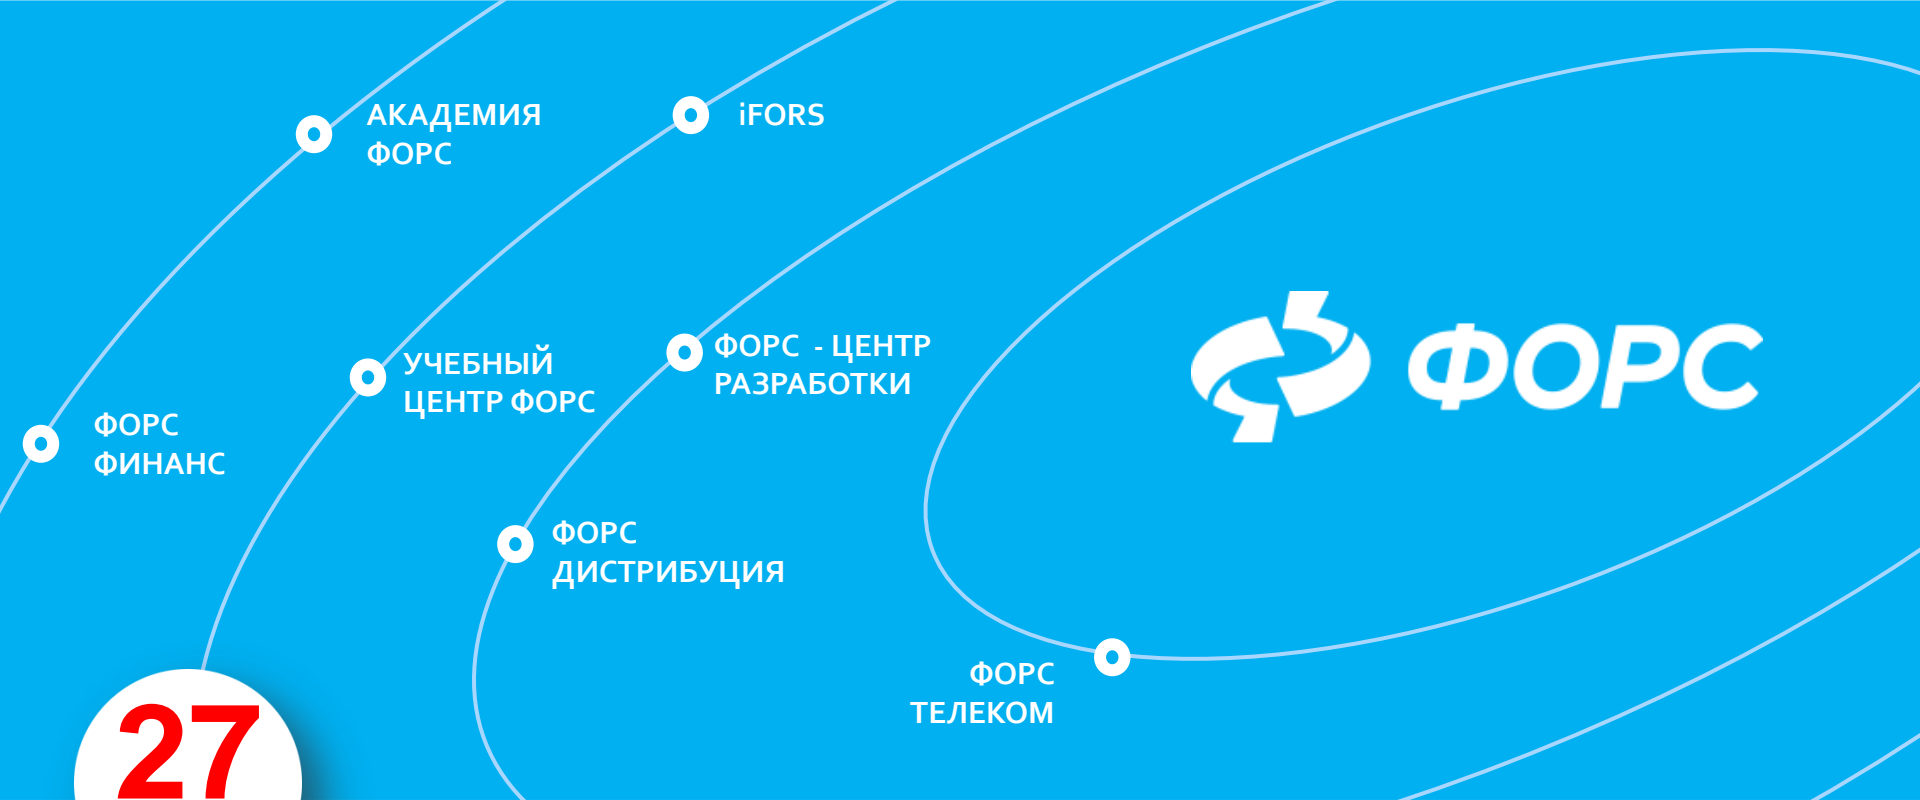 АКАДЕМИЯ
ФОРС
iFORS
УЧЕБНЫЙ
ЦЕНТР ФОРС
ФОРС - ЦЕНТР
РАЗРАБОТКИ
ФОРС
ФОРС
ФИНАНС
ФОРС
ДИСТРИБУЦИЯ
ФОРС
ТЕЛЕКОМ
27